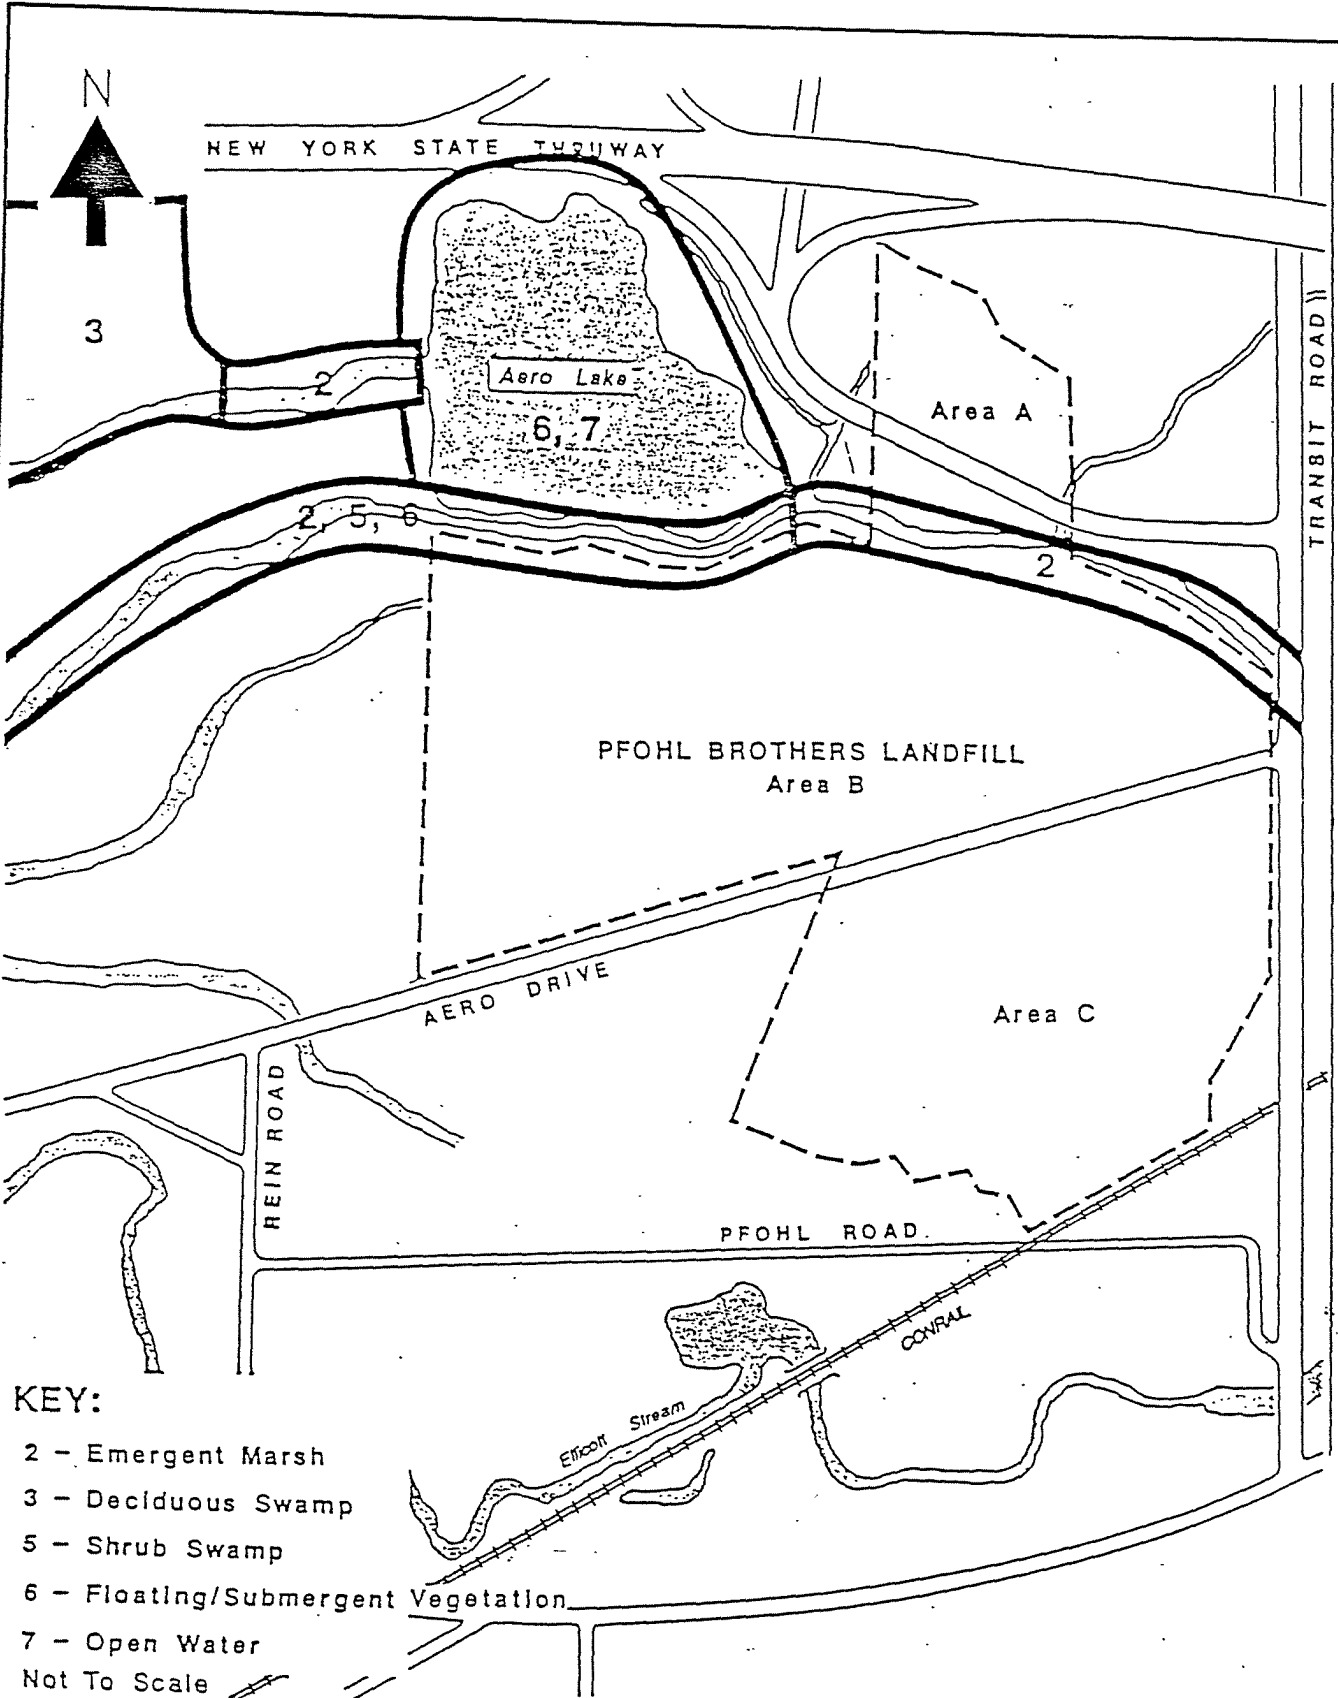 N
NEW YORK STATE THRUWAY
3
2
Aero Lake
6, 7
Area A
TRANSIT ROAD
2, 5, 6
2
PFOHL BROTHERS LANDFILL
Area B
AERO DRIVE
Area C
REIN ROAD
PFOHL ROAD
CONRAIL
Ellicott Stream
KEY:
2 - Emergent Marsh
3 - Deciduous Swamp
5 - Shrub Swamp
6 - Floating/Submergent Vegetation
7 - Open Water
Not To Scale